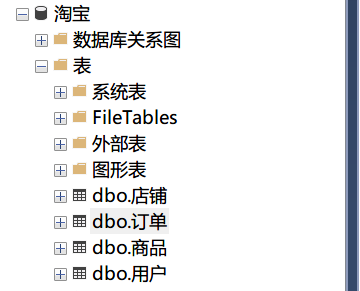 淘宝
数据库关系图
表
系统表
FileTables
外部表
图形表
dbo.店铺
dbo.订单
dbo.商品
dbo.用户